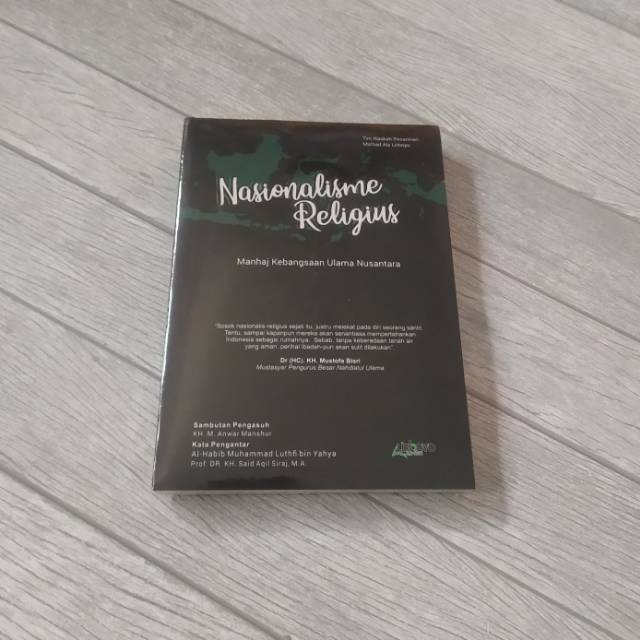 Tim Naskah Pesantren
Ma'had Aly Lirboyo
Nasionalisme
Religius
Manhaj Kebangsaan Ulama Nusantara
"Sosok nasionalis-religius sejati itu, justru melekat pada diri seorang santri.
Tentu, sampai kapanpun mereka akan senantiasa mempertahankan
Indonesia sebagai rumahnya. Sebab, tanpa keberadaan tanah air
yang aman, perihal ibadah-pun akan sulit dilakukan".
Dr (HC). KH. Mustofa Bisri
Mustasyar Pengurus Besar Nahdlatul Ulama
Sambutan Pengasuh
KH. M. Anwar Manshur
Kata Pengantar
Al-Habib Muhammad Luthfi bin Yahya
Prof. DR. KH. Said Aqil Siraj, M.A.